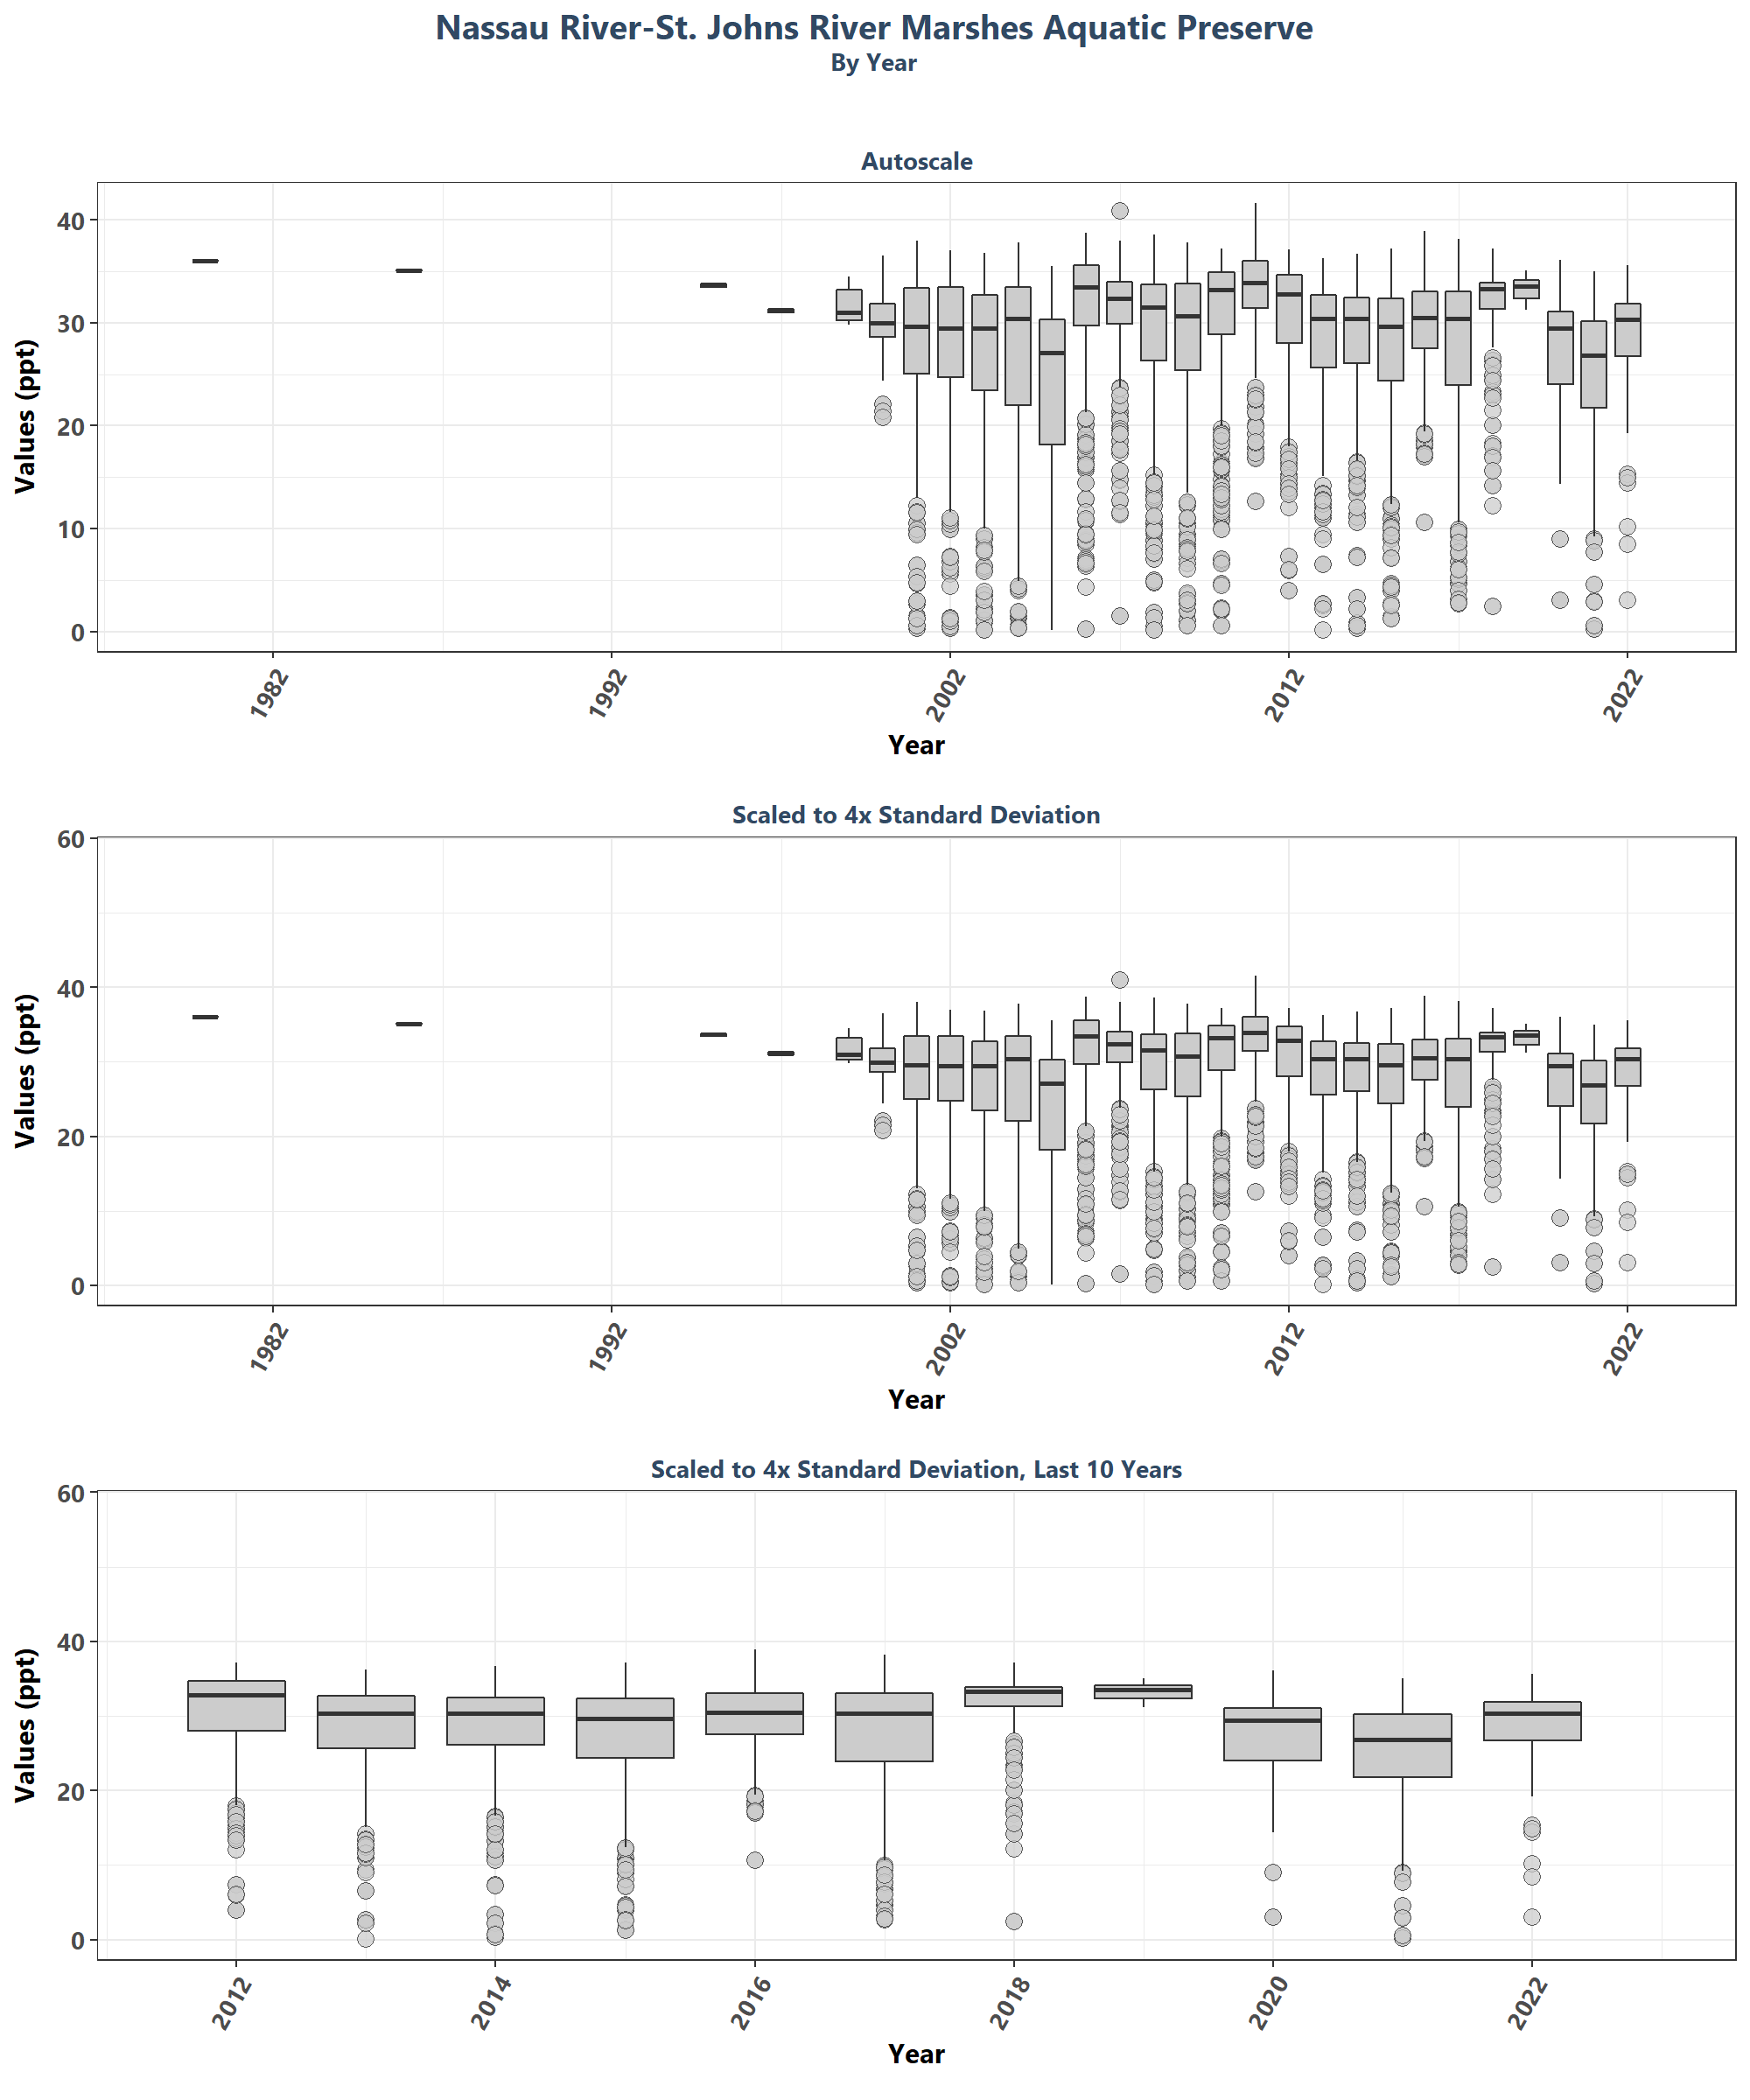 Nassau River-St. Johns River Marshes Aquatic Preserve
By Year
Autoscale
Values (ppt)
40
30
20
10
0
1982
1992
2002
2012
2022
Year
Scaled to 4x Standard Deviation
Values (ppt)
60
40
20
0
1982
1992
2002
2012
2022
Year
Scaled to 4x Standard Deviation, Last 10 Years
Values (ppt)
60
40
20
0
2012
2014
2016
2018
2020
2022
Year